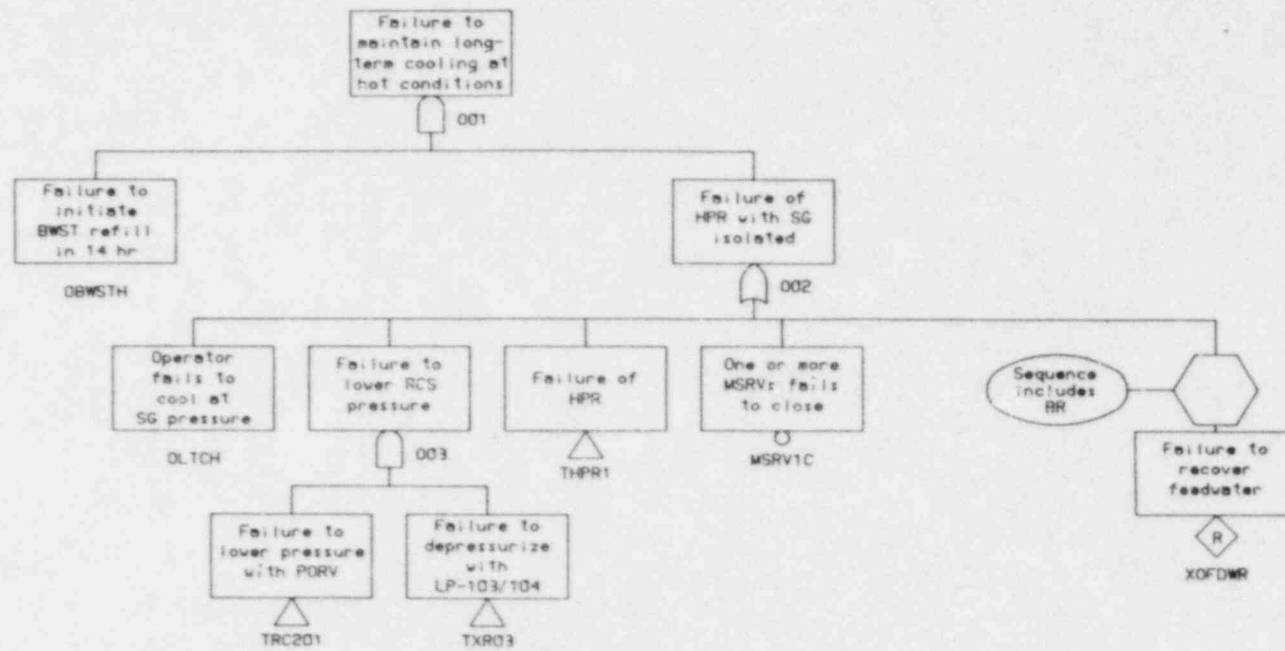 Failure to
maintain long-
term cooling at
hot conditions
001
Failure to
initiate
BWST refill
in 14 hr
OBWSTH
Failure of
HPR with SG
isolated
002
Operator
fails to
cool at
SG pressure
OLTCH
Failure to
lower RCS
pressure
003
Failure of
HPR
THPR1
One or more
MSRVs fails
to close
MSRV1C
Sequence
includes
BR
Failure to
recover
feedwater
R
XOFDWR
Failure to
lower pressure
with PORV
TRC201
Failure to
depressurize
with
LP-103/104
TXR03